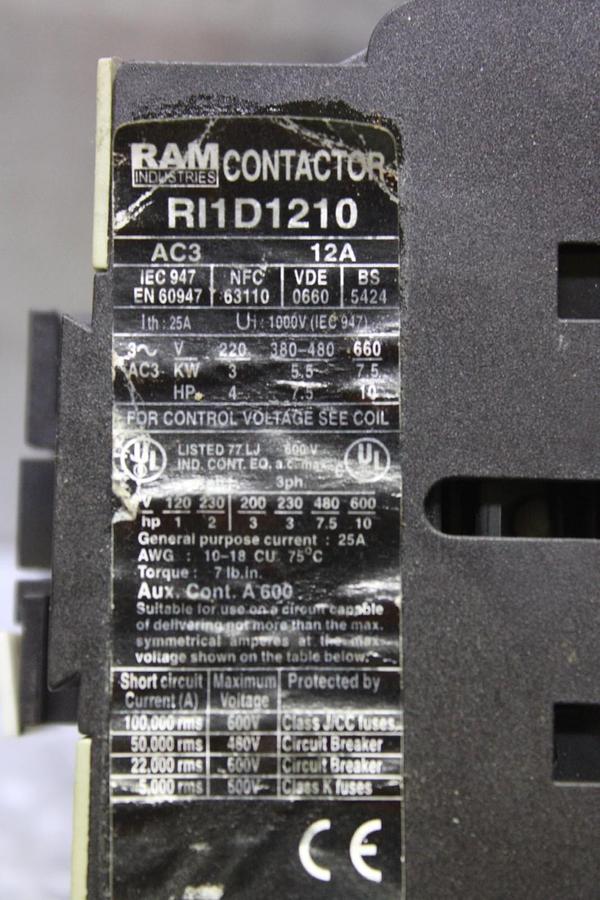 RAM INDUSTRIES CONTACTOR
RI1D1210
AC3 12A
IEC 947 NFC VDE BS
EN 60947 63110 0660 5424
Ith : 25A Ui : 1000V (IEC 947)
3~ V 220 380-480 660
AC3 KW 3 5.5 7.5
HP 4 7.5 10
FOR CONTROL VOLTAGE SEE COIL
UL LISTED 77 LJ 600 V c UL
IND. CONT. EQ. a.c. max
3ph.
V 120 230 200 230 480 600
hp 1 2 3 3 7.5 10
General purpose current : 25A
AWG : 10-18 CU 75°C
Torque : 7 lb.in.
Aux. Cont. A 600
Suitable for use on a circuit capable
of delivering not more than the max.
symmetrical amperes at the max
voltage shown on the table below.
Short circuit Maximum Protected by
Current (A) Voltage
100,000 rms 600V Class J/CC fuses
50,000 rms 480V Circuit Breaker
22,000 rms 600V Circuit Breaker
5,000 rms 600V Class K fuses
CE